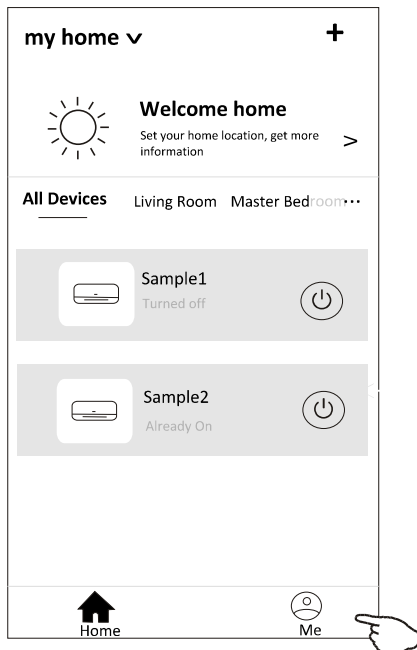 my home
Welcome home
Set your home location, get more
information
All Devices Living Room Master Bedroom
Sample1
Turned off
Sample2
Already On
Home Me